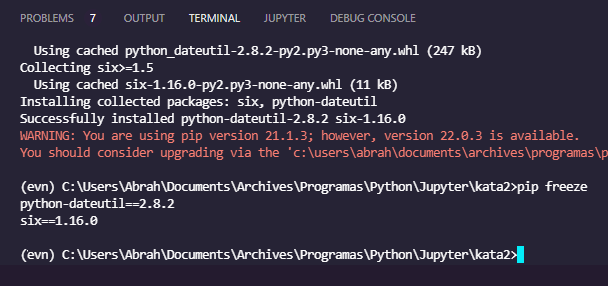 PROBLEMS 7 OUTPUT TERMINAL JUPYTER DEBUG CONSOLE
Using cached python_dateutil-2.8.2-py2.py3-none-any.whl (247 kB)
Collecting six>=1.5
Using cached six-1.16.0-py2.py3-none-any.whl (11 kB)
Installing collected packages: six, python-dateutil
Successfully installed python-dateutil-2.8.2 six-1.16.0
WARNING: You are using pip version 21.1.3; however, version 22.0.3 is available.
You should consider upgrading via the 'c:\users\abrah\documents\archives\programas\p
(evn) C:\Users\Abrah\Documents\Archives\Programas\Python\Jupyter\kata2>pip freeze
python-dateutil==2.8.2
six==1.16.0
(evn) C:\Users\Abrah\Documents\Archives\Programas\Python\Jupyter\kata2>